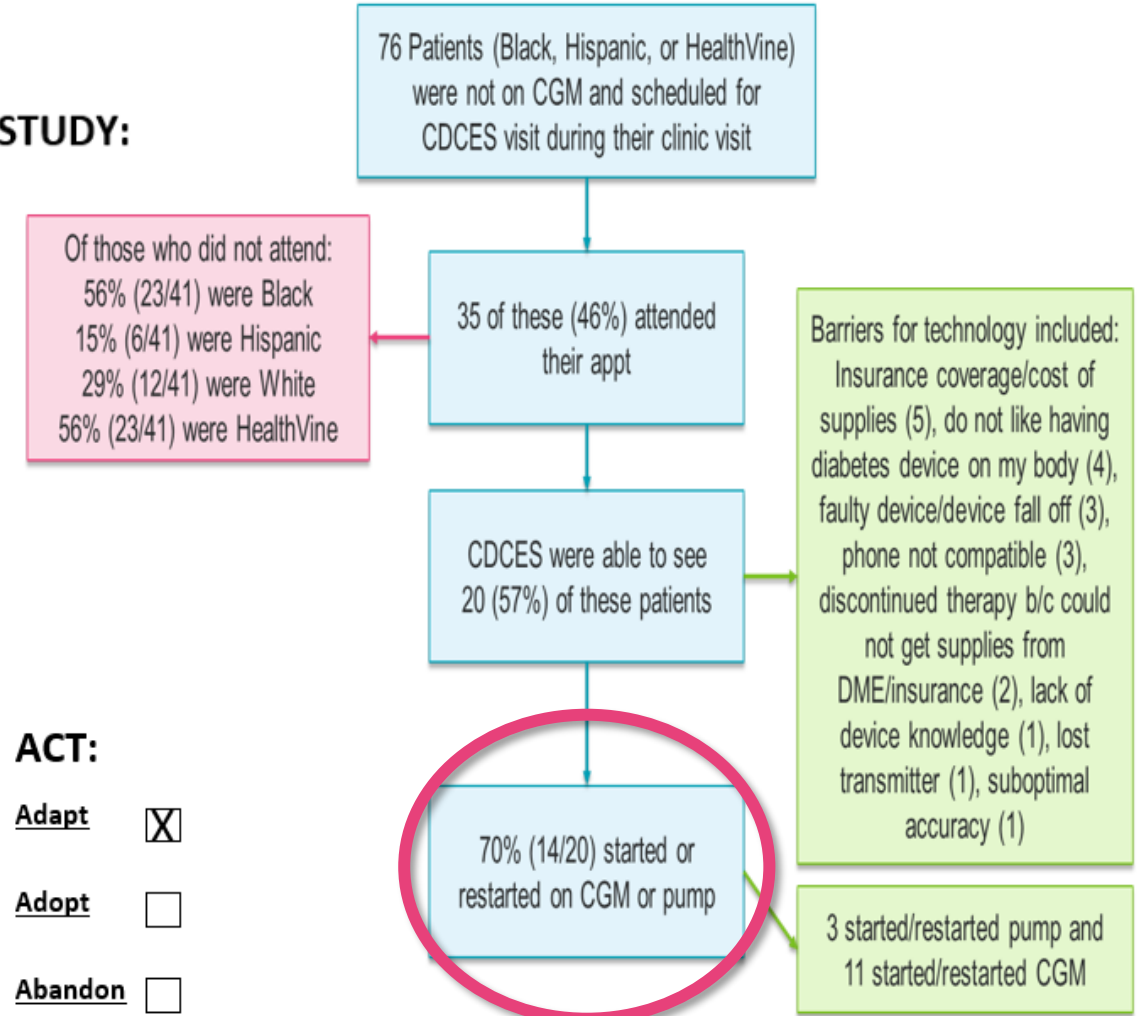 76 Patients (Black, Hispanic, or HealthVine)
were not on CGM and scheduled for
CDCES visit during their clinic visit
STUDY:
Of those who did not attend:
56% (23/41) were Black
15% (6/41) were Hispanic
29% (12/41) were White
56% (23/41) were HealthVine
35 of these (46%) attended
their appt
Barriers for technology included:
Insurance coverage/cost of
supplies (5), do not like having
diabetes device on my body (4),
faulty device/device fall off (3),
phone not compatible (3),
discontinued therapy b/c could
not get supplies from
DME/insurance (2), lack of
device knowledge (1), lost
transmitter (1), suboptimal
accuracy (1)
CDCES were able to see
20 (57%) of these patients
ACT:
Adapt X
Adopt
Abandon
70% (14/20) started or
restarted on CGM or pump
3 started/restarted pump and
11 started/restarted CGM